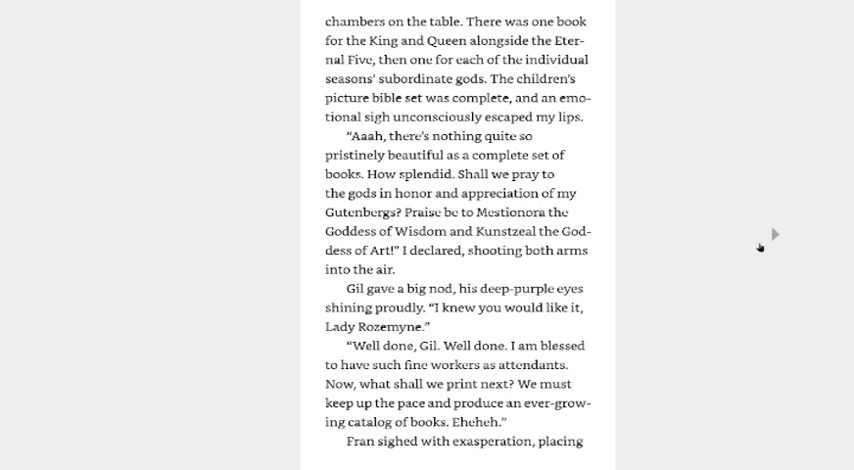 chambers on the table. There was one book
for the King and Queen alongside the Eter-
nal Five, then one for each of the individual
seasons' subordinate gods. The children's
picture bible set was complete, and an emo-
tional sigh unconsciously escaped my lips.
“Aaah, there's nothing quite so
pristinely beautiful as a complete set of
books. How splendid. Shall we pray to
the gods in honor and appreciation of my
Gutenbergs? Praise be to Mestionora the
Goddess of Wisdom and Kunstzeal the God-
dess of Art!” I declared, shooting both arms
into the air.
Gil gave a big nod, his deep-purple eyes
shining proudly. “I knew you would like it,
Lady Rozemyne.”
“Well done, Gil. Well done. I am blessed
to have such fine workers as attendants.
Now, what shall we print next? We must
keep up the pace and produce an ever-grow-
ing catalog of books. Eheheh.”
Fran sighed with exasperation, placing